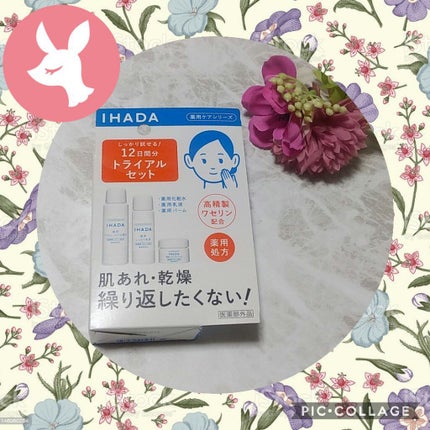 IHADA
薬用ケアシリーズ
しっかり試せる!
12日間分
トライアル
セット
・薬用化粧水
・薬用乳液
・薬用バーム
高精製
ワセリン
配合
薬用
処方
IHADA
IHADA
肌あれ・乾燥
繰り返したくない!
医薬部外品
PIC•COLLAGE